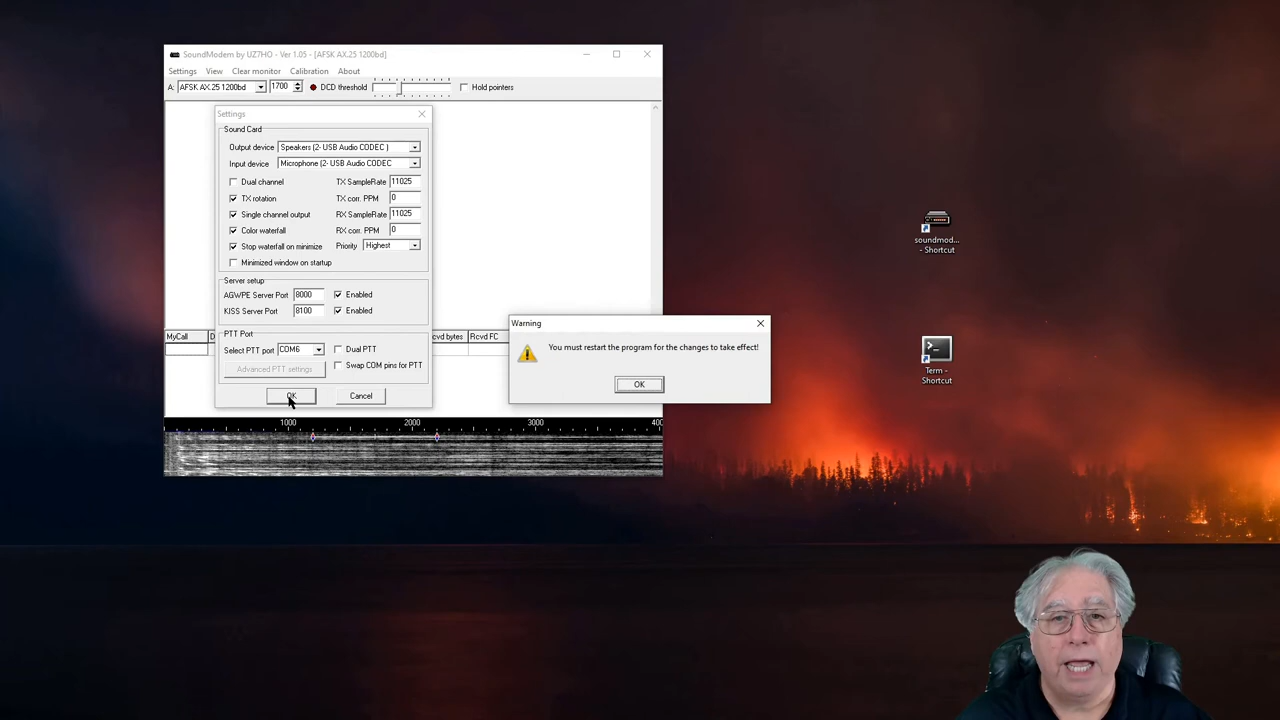 SoundModem by UZ7HO - Ver 1.05 - [AFSK AX.25 1200bd]
Settings View Clear monitor Calibration About
A: AFSK AX.25 1200bd 1700 DCD threshold Hold pointers
Settings
Sound Card
Output device Speakers (2- USB Audio CODEC )
Input device Microphone (2- USB Audio CODEC
Dual channel TX SampleRate 11025
TX rotation TX corr. PPM 0
Single channel output RX SampleRate 11025
Color waterfall RX corr. PPM 0
Stop waterfall on minimize Priority Highest
Minimized window on startup
Server setup
AGWPE Server Port 8000 Enabled
KISS Server Port 8100 Enabled
PTT Port
Select PTT port COM6 Dual PTT
Advanced PTT settings Swap COM pins for PTT
OK Cancel
MyCall D cvd bytes Rcvd FC
1000 2000 3000 400
Warning
You must restart the program for the changes to take effect!
OK
soundmod...
- Shortcut
Term -
Shortcut